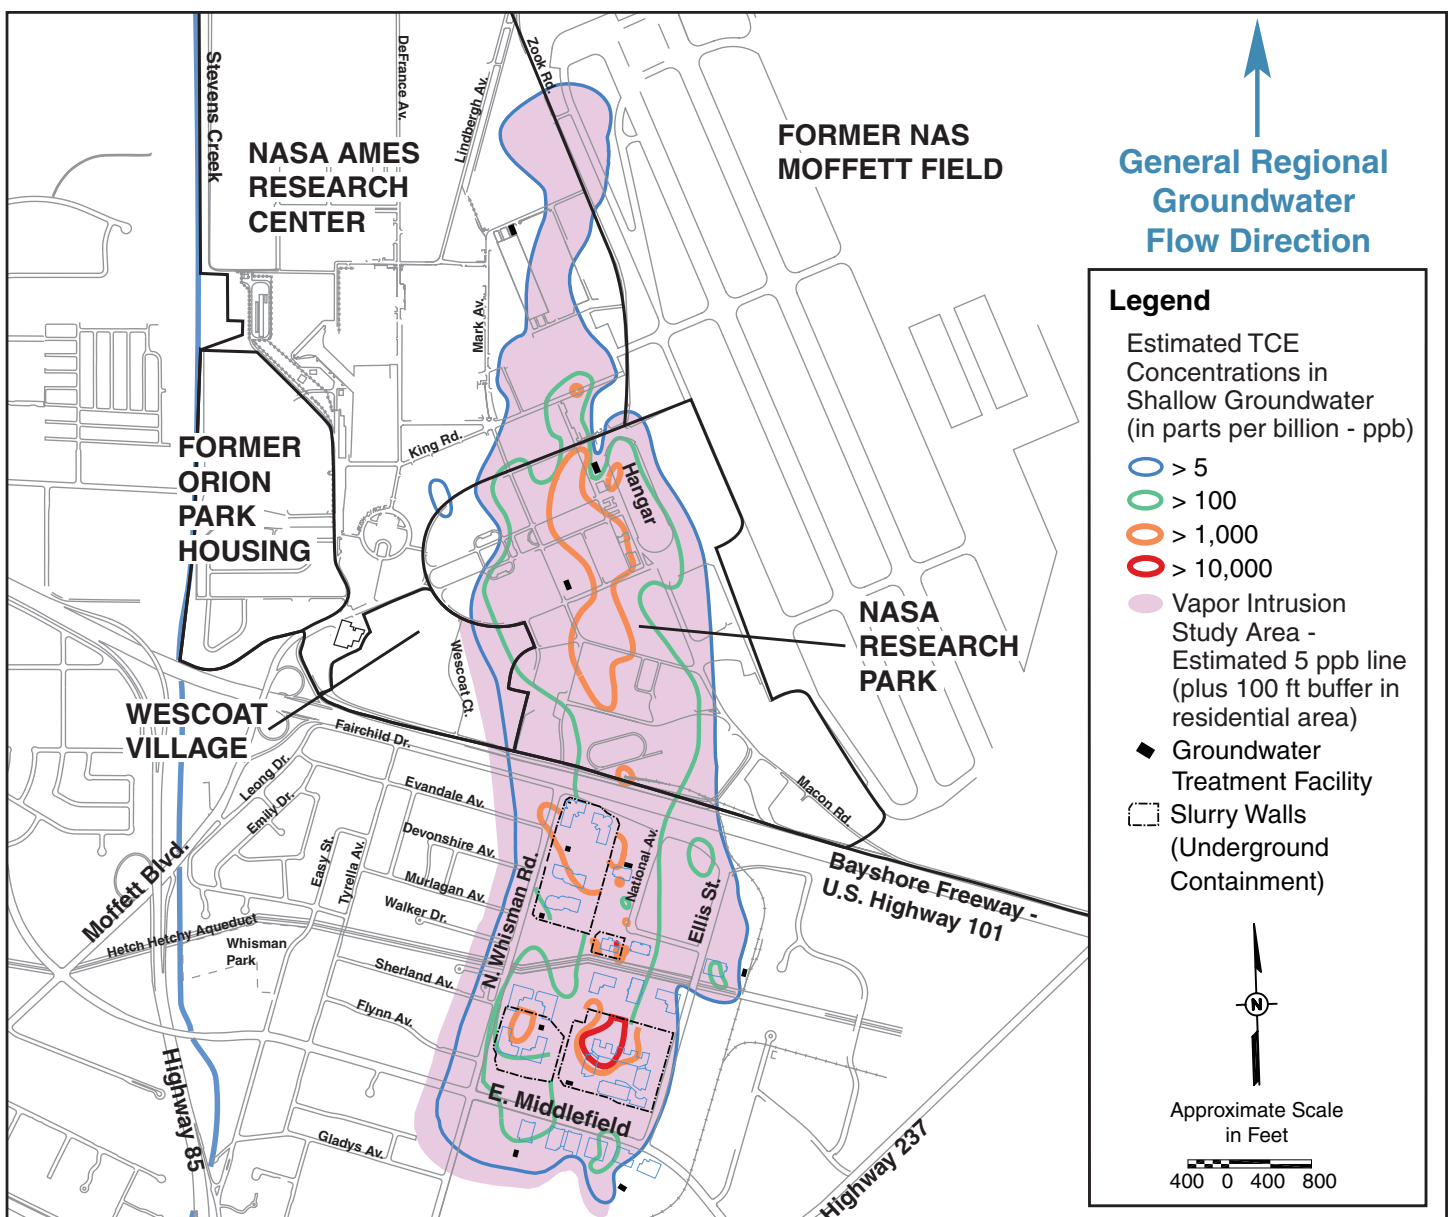 Stevens Creek
DeFrance Av.
Lindbergh Av.
Zook Rd.
NASA AMES
RESEARCH
CENTER
FORMER NAS
MOFFETT FIELD
General Regional
Groundwater
Flow Direction
Mark Av.
King Rd.
FORMER
ORION
PARK
HOUSING
Hangar
NASA
RESEARCH
PARK
Wescoat Ct.
WESCOAT
VILLAGE
Fairchild Dr.
Leong Dr.
Emily Dr.
Evandale Av.
Macon Rd.
Easy St.
Tyrella Av.
Devonshire Av.
National Av.
Moffett Blvd.
Murlagan Av.
N. Whisman Rd.
Ellis St.
Bayshore Freeway -
U.S. Highway 101
Walker Dr.
Hetch Hetchy Aqueduct
Whisman
Park
Sherland Av.
Flynn Av.
Highway 85
E. Middlefield
Gladys Av.
Highway 237
Legend
Estimated TCE
Concentrations in
Shallow Groundwater
(in parts per billion - ppb)
> 5
> 100
> 1,000
> 10,000
Vapor Intrusion
Study Area -
Estimated 5 ppb line
(plus 100 ft buffer in
residential area)
Groundwater
Treatment Facility
Slurry Walls
(Underground
Containment)
N
Approximate Scale
in Feet
400 0 400 800